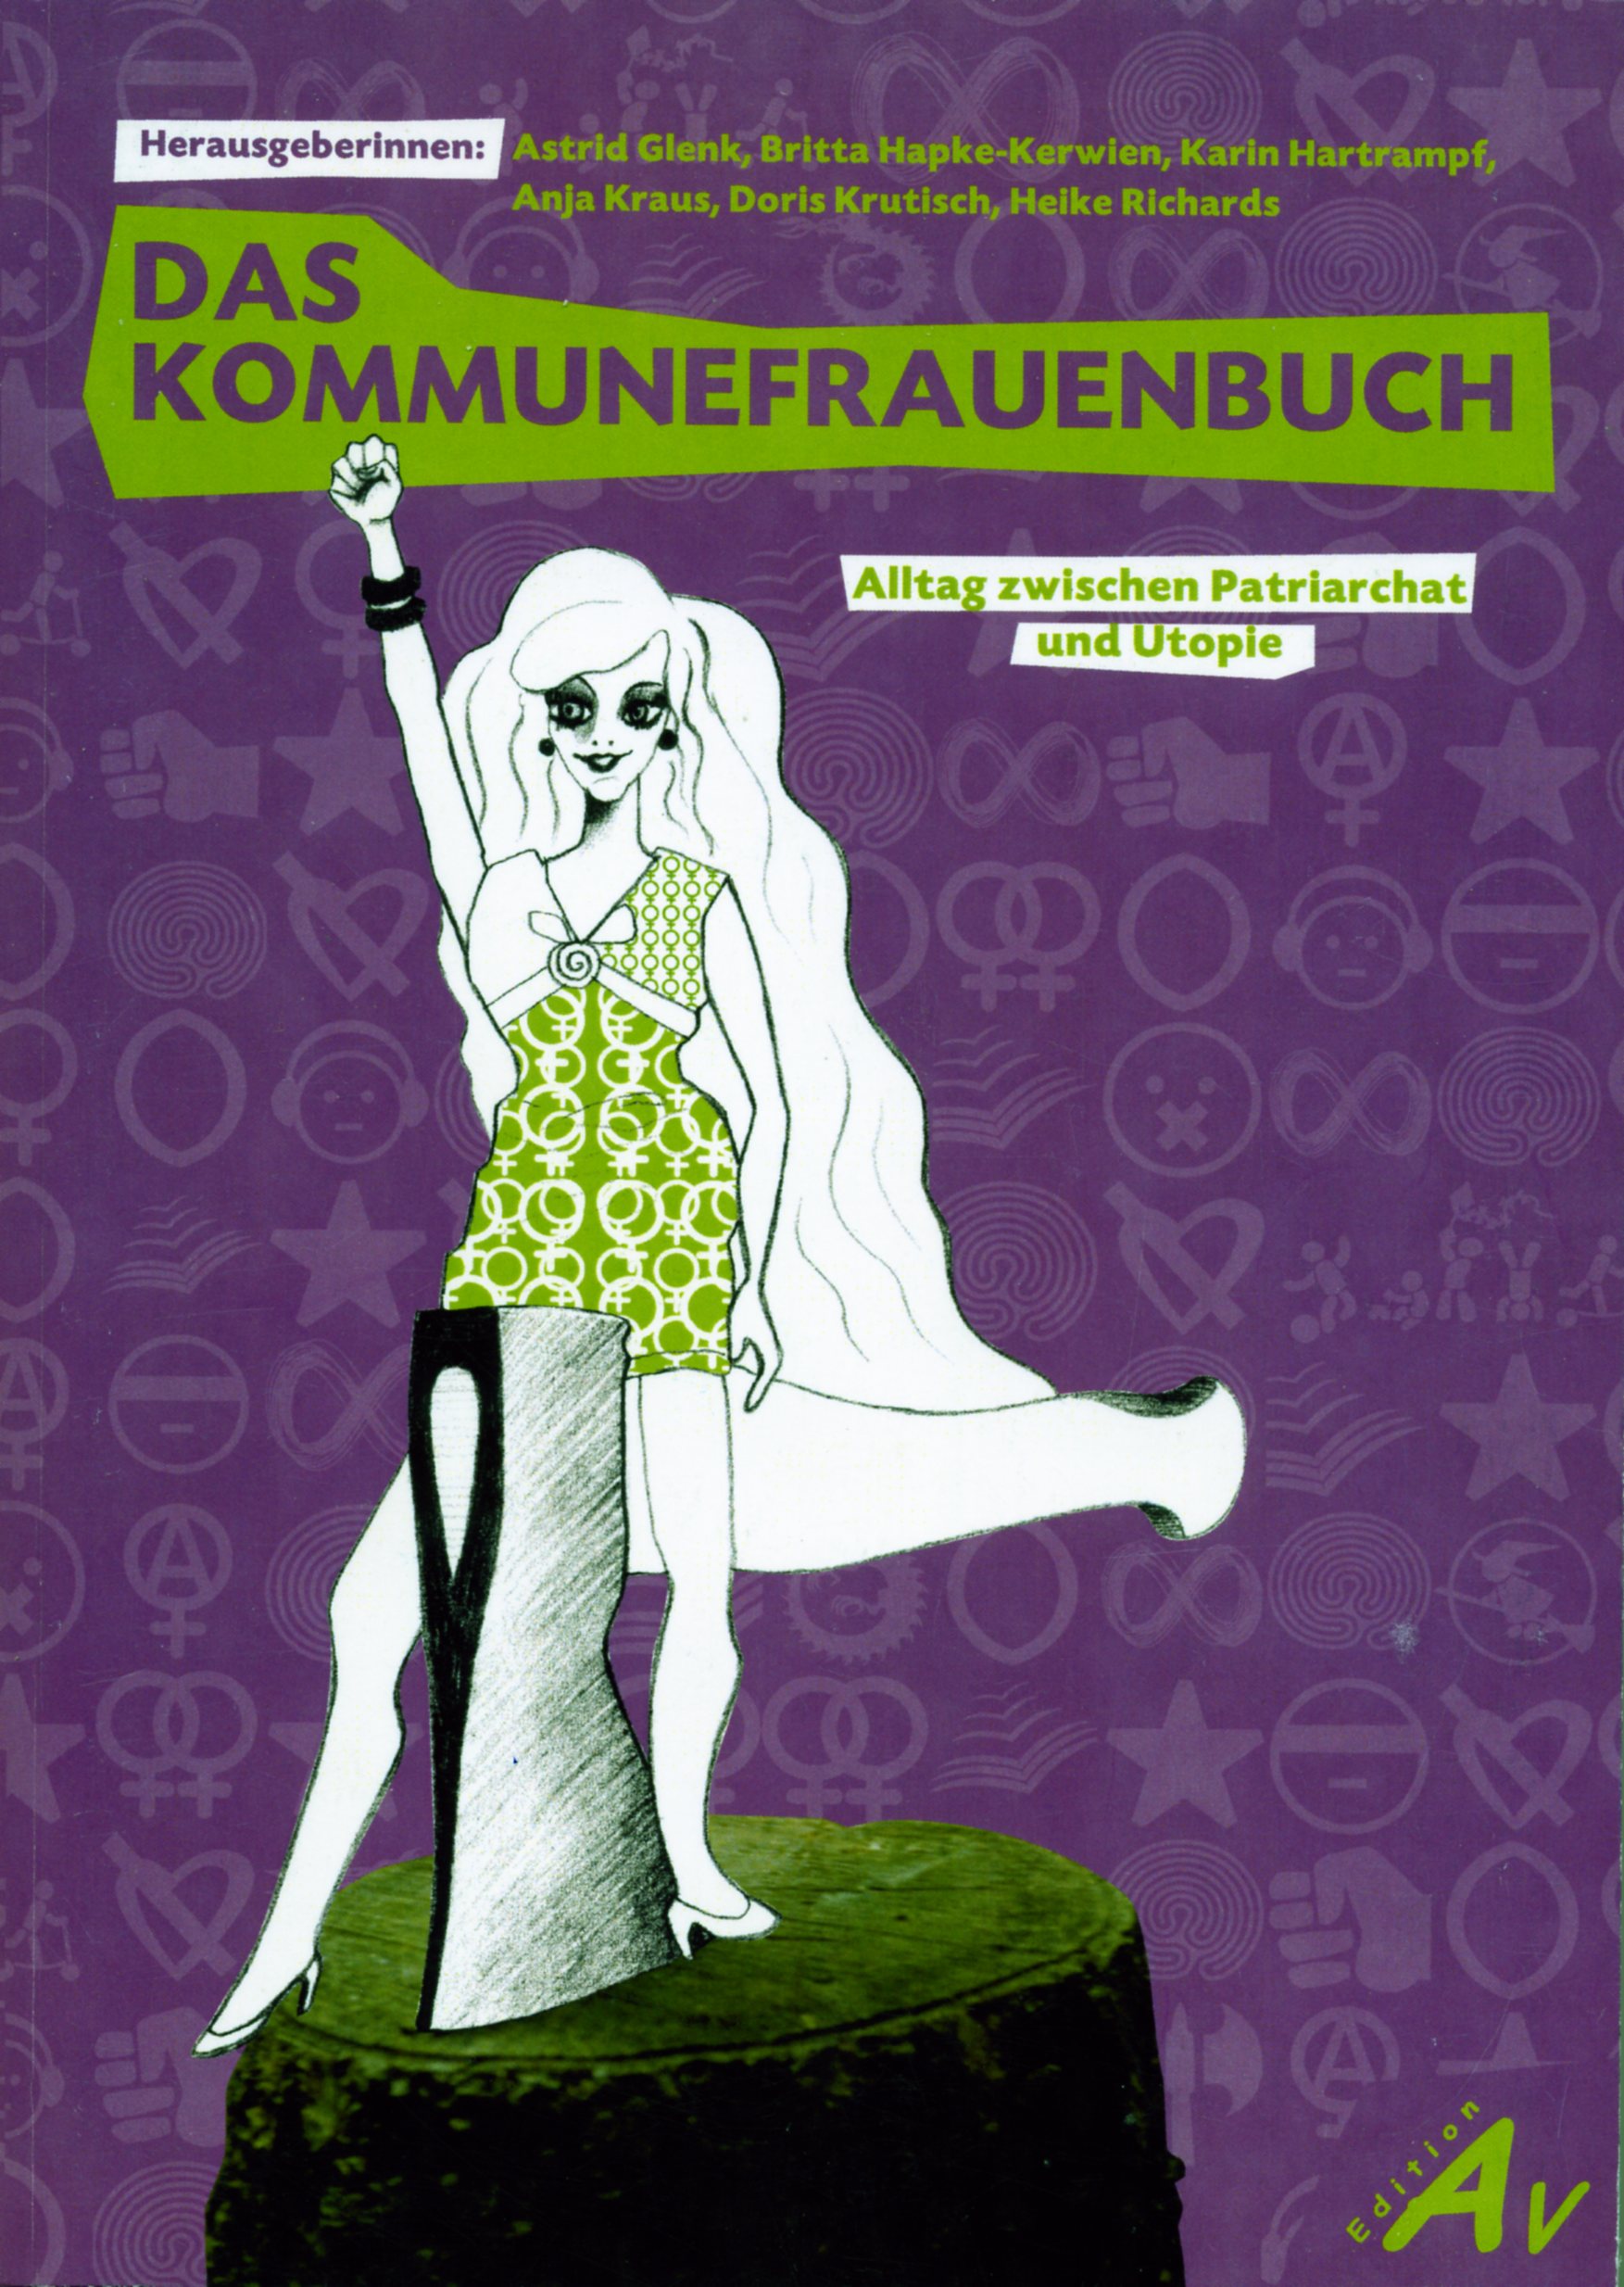 Herausgeberinnen: Astrid Glenk, Britta Hapke-Kerwien, Karin Hartrampf,
Anja Kraus, Doris Krutisch, Heike Richards
DAS
KOMMUNEFRAUENBUCH
Alltag zwischen Patriarchat
und Utopie
Edition
AV